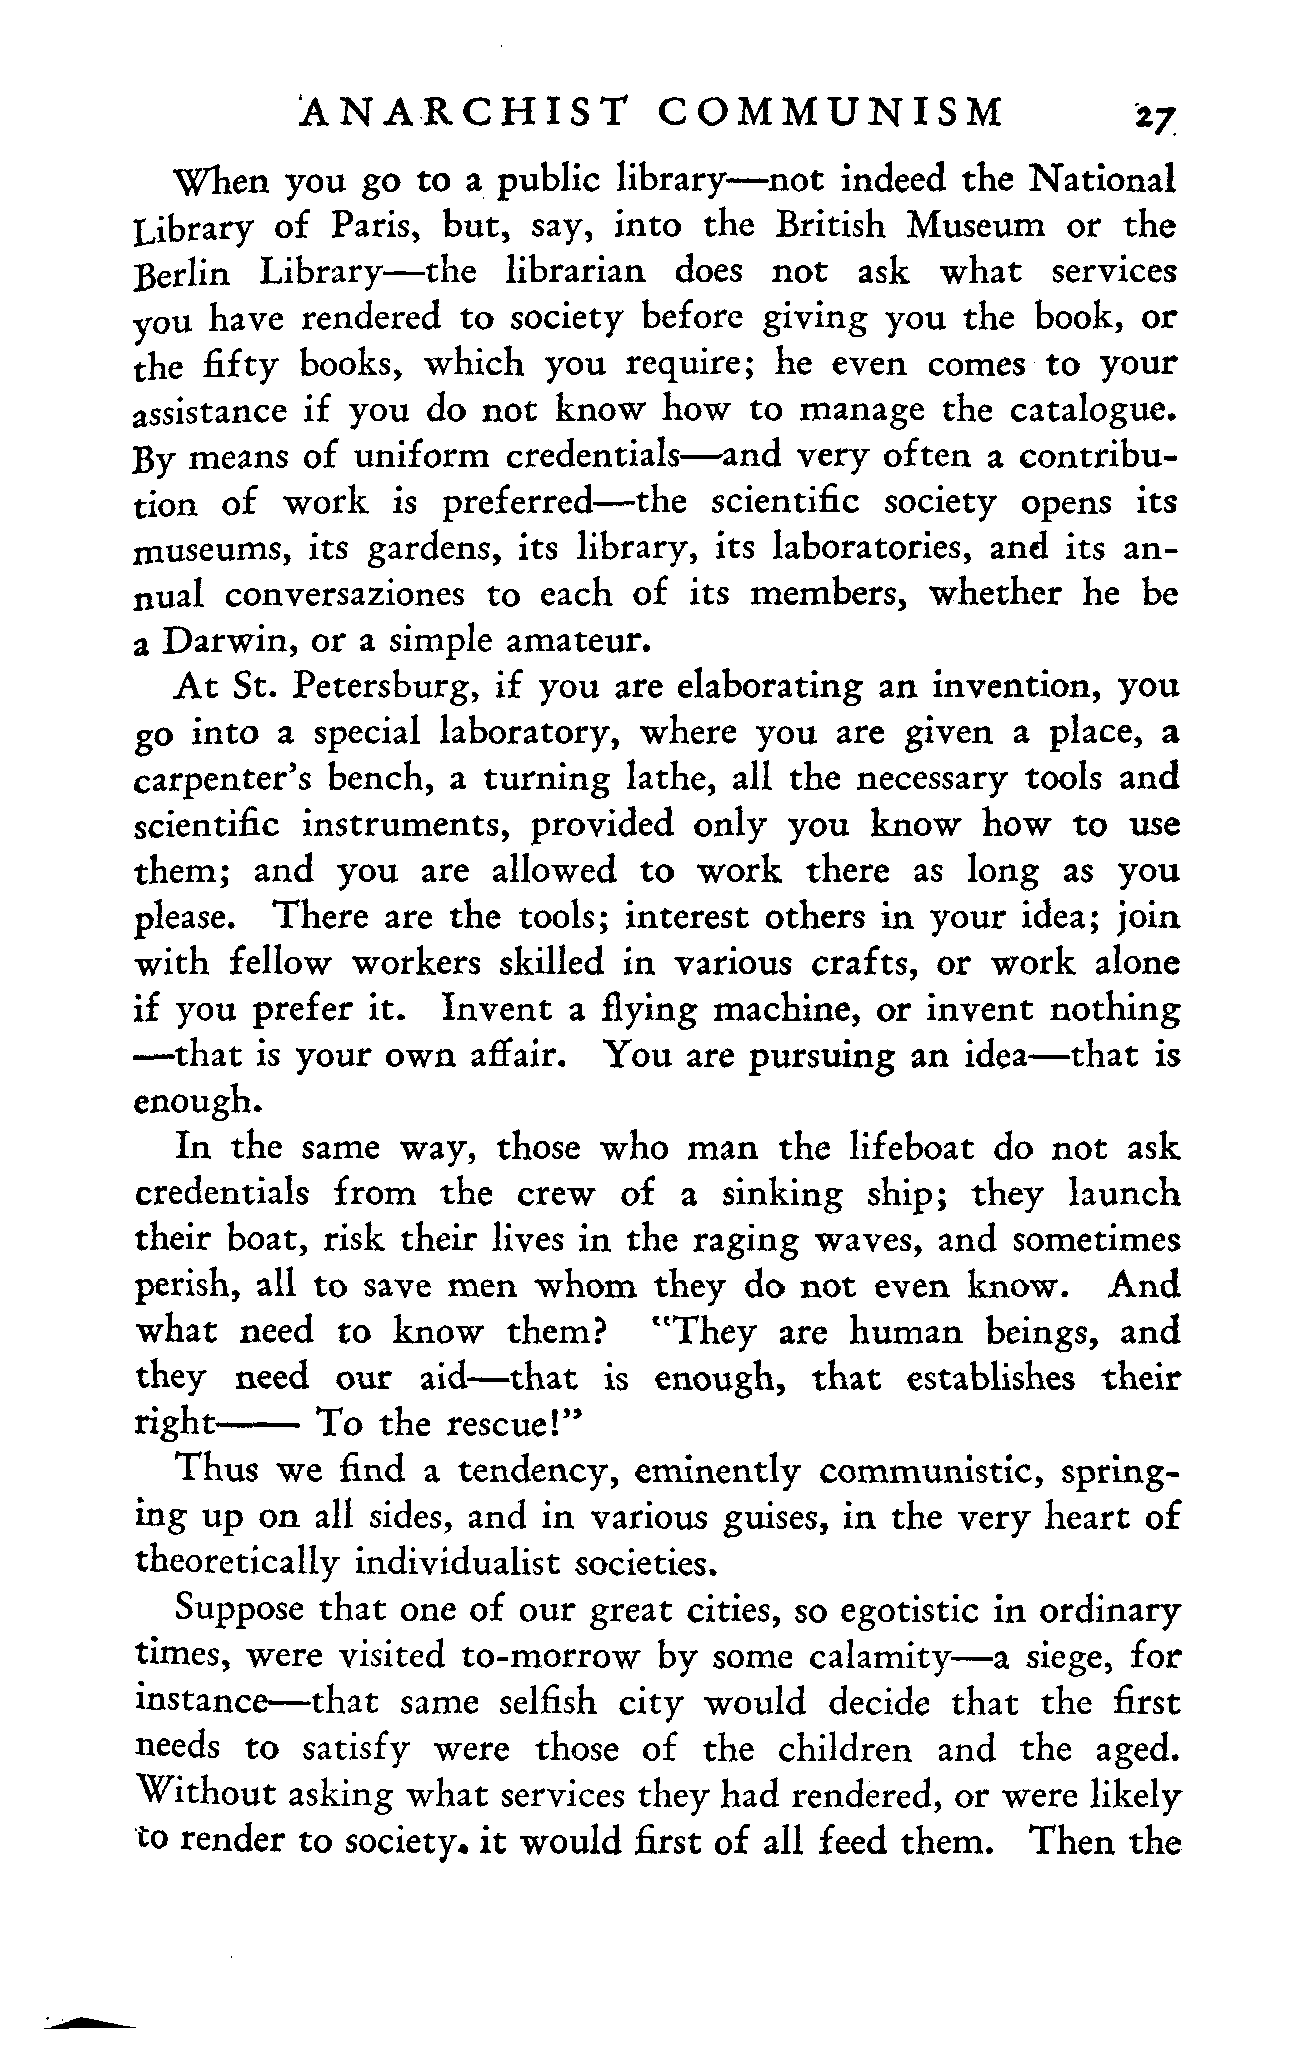 ANARCHIST COMMUNISM 27
When you go to a public library—not indeed the National
Library of Paris, but, say, into the British Museum or the
Berlin Library—the librarian does not ask what services
you have rendered to society before giving you the book, or
the fifty books, which you require; he even comes to your
assistance if you do not know how to manage the catalogue.
By means of uniform credentials—and very often a contribu-
tion of work is preferred—the scientific society opens its
museums, its gardens, its library, its laboratories, and its an-
nual conversaziones to each of its members, whether he be
a Darwin, or a simple amateur.
At St. Petersburg, if you are elaborating an invention, you
go into a special laboratory, where you are given a place, a
carpenter's bench, a turning lathe, all the necessary tools and
scientific instruments, provided only you know how to use
them; and you are allowed to work there as long as you
please. There are the tools; interest others in your idea; join
with fellow workers skilled in various crafts, or work alone
if you prefer it. Invent a flying machine, or invent nothing
—that is your own affair. You are pursuing an idea—that is
enough.
In the same way, those who man the lifeboat do not ask
credentials from the crew of a sinking ship; they launch
their boat, risk their lives in the raging waves, and sometimes
perish, all to save men whom they do not even know. And
what need to know them? "They are human beings, and
they need our aid—that is enough, that establishes their
right—— To the rescue!"
Thus we find a tendency, eminently communistic, spring-
ing up on all sides, and in various guises, in the very heart of
theoretically individualist societies.
Suppose that one of our great cities, so egotistic in ordinary
times, were visited to-morrow by some calamity—a siege, for
instance—that same selfish city would decide that the first
needs to satisfy were those of the children and the aged.
Without asking what services they had rendered, or were likely
to render to society. it would first of all feed them. Then the